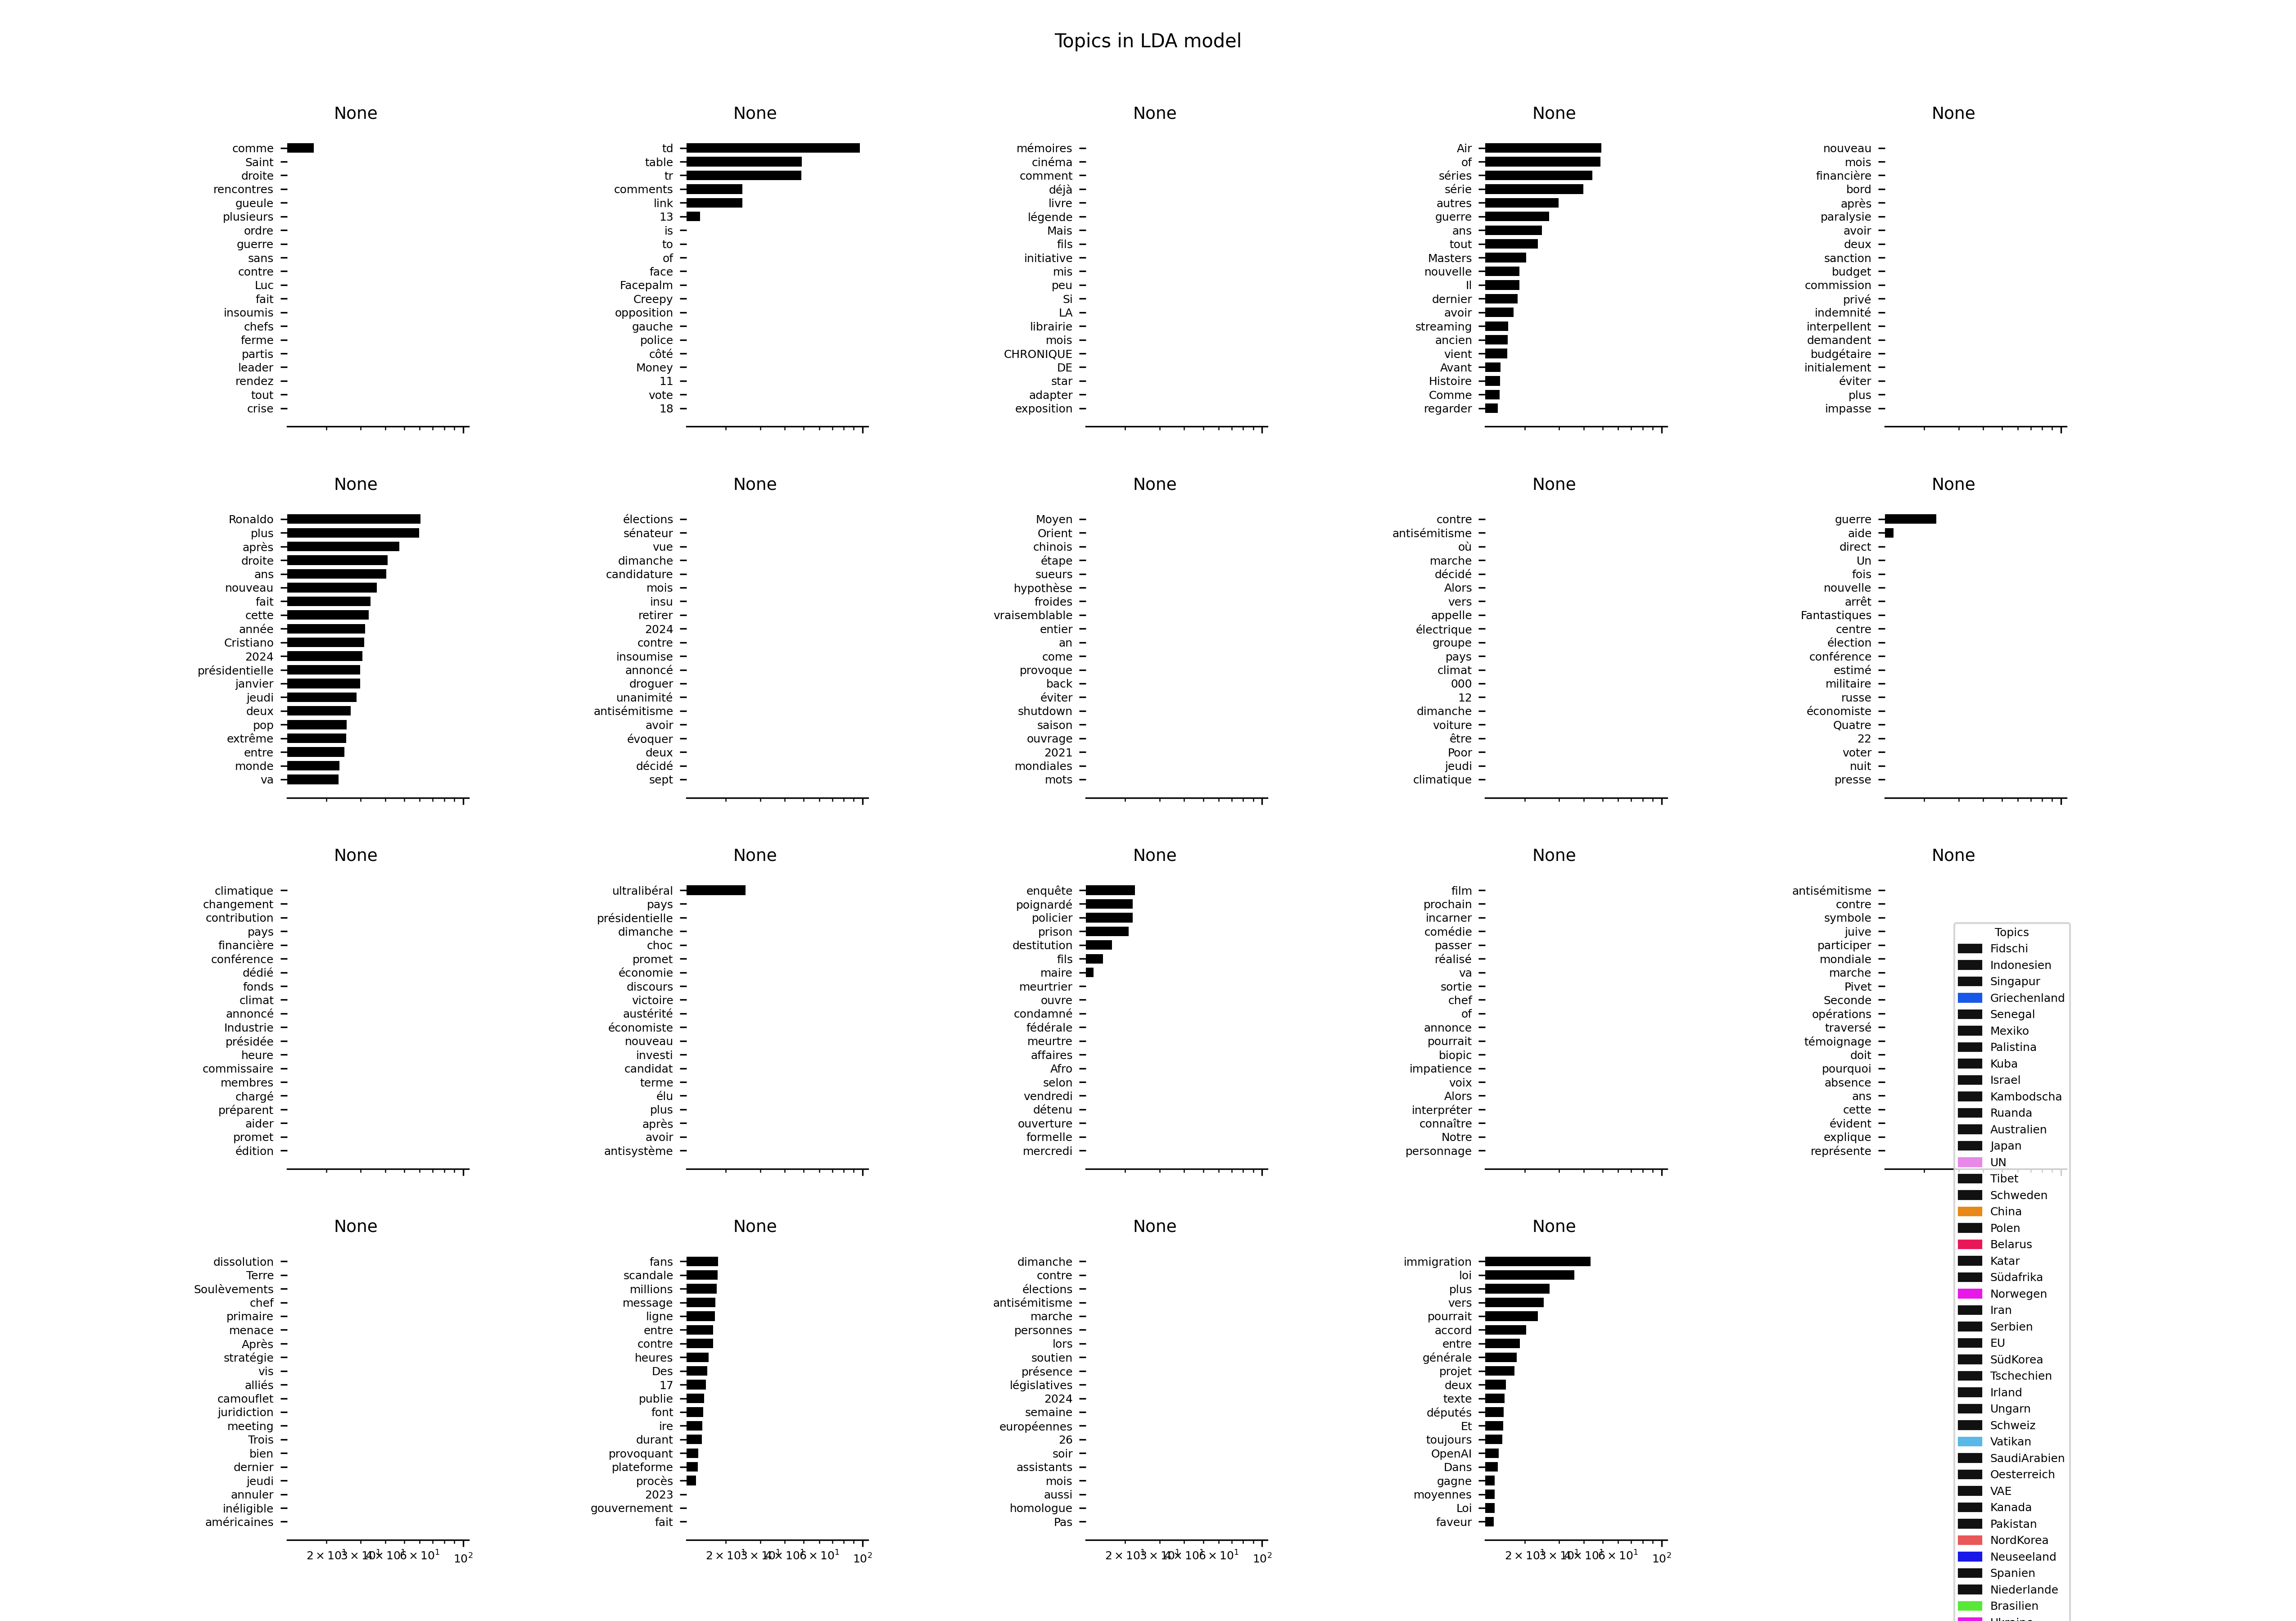 Topics in LDA model
None
comme
Saint
droite
rencontres
gueule
plusieurs
ordre
guerre
sans
contre
Luc
fait
insoumis
chefs
ferme
partis
leader
rendez
tout
crise
None
td
table
tr
comments
link
13
is
to
of
face
Facepalm
Creepy
opposition
gauche
police
côté
Money
11
vote
18
None
mémoires
cinéma
comment
déjà
livre
légende
Mais
fils
initiative
mis
peu
Si
LA
librairie
mois
CHRONIQUE
DE
star
adapter
exposition
None
Air
of
séries
série
autres
guerre
ans
tout
Masters
nouvelle
Il
dernier
avoir
streaming
ancien
vient
Avant
Histoire
Comme
regarder
None
nouveau
mois
financière
bord
après
paralysie
avoir
deux
sanction
budget
commission
privé
indemnité
interpellent
demandent
budgétaire
initialement
éviter
plus
impasse
None
Ronaldo
plus
après
droite
ans
nouveau
fait
cette
année
Cristiano
2024
présidentielle
janvier
jeudi
deux
pop
extrême
entre
monde
va
None
élections
sénateur
vue
dimanche
candidature
mois
insu
retirer
2024
contre
insoumise
annoncé
droguer
unanimité
antisémitisme
avoir
évoquer
deux
décidé
sept
None
Moyen
Orient
chinois
étape
sueurs
hypothèse
froides
vraisemblable
entier
an
come
provoque
back
éviter
shutdown
saison
ouvrage
2021
mondiales
mots
None
contre
antisémitisme
où
marche
décidé
Alors
vers
appelle
électrique
groupe
pays
climat
000
12
dimanche
voiture
être
Poor
jeudi
climatique
None
guerre
aide
direct
Un
fois
nouvelle
arrêt
Fantastiques
centre
élection
conférence
estimé
militaire
russe
économiste
Quatre
22
voter
nuit
presse
None
climatique
changement
contribution
pays
financière
conférence
dédié
fonds
climat
annoncé
Industrie
présidée
heure
commissaire
membres
chargé
préparent
aider
promet
édition
None
ultralibéral
pays
présidentielle
dimanche
choc
promet
économie
discours
victoire
austérité
économiste
nouveau
investi
candidat
terme
élu
plus
après
avoir
antisystème
None
enquête
poignardé
policier
prison
destitution
fils
maire
meurtrier
ouvre
condamné
fédérale
meurtre
affaires
Afro
selon
vendredi
détenu
ouverture
formelle
mercredi
None
film
prochain
incarner
comédie
passer
réalisé
va
sortie
chef
of
annonce
pourrait
biopic
impatience
voix
Alors
interpréter
connaître
Notre
personnage
None
antisémitisme
contre
symbole
juive
participer
mondiale
marche
Pivet
Seconde
opérations
traversé
témoignage
doit
pourquoi
absence
ans
cette
évident
explique
représente
None
dissolution
Terre
Soulèvements
chef
primaire
menace
Après
stratégie
vis
alliés
camouflet
juridiction
meeting
Trois
bien
dernier
jeudi
annuler
inéligible
américaines
10²
None
fans
scandale
millions
message
ligne
entre
contre
heures
Des
17
publie
font
ire
durant
provoquant
plateforme
procès
2023
gouvernement
fait
10²
None
dimanche
contre
élections
antisémitisme
marche
personnes
lors
soutien
présence
législatives
2024
semaine
européennes
26
soir
assistants
mois
aussi
homologue
Pas
10²
None
immigration
loi
plus
vers
pourrait
accord
entre
générale
projet
deux
texte
députés
Et
toujours
OpenAI
Dans
gagne
moyennes
Loi
faveur
10²
Topics
Fidschi
Indonesien
Singapur
Griechenland
Senegal
Mexiko
Palistina
Kuba
Israel
Kambodscha
Ruanda
Australien
Japan
UN
Tibet
Schweden
China
Polen
Belarus
Katar
Südafrika
Norwegen
Iran
Serbien
EU
SüdKorea
Tschechien
Irland
Ungarn
Schweiz
Vatikan
SaudiArabien
Oesterreich
VAE
Kanada
Pakistan
NordKorea
Neuseeland
Spanien
Niederlande
Brasilien